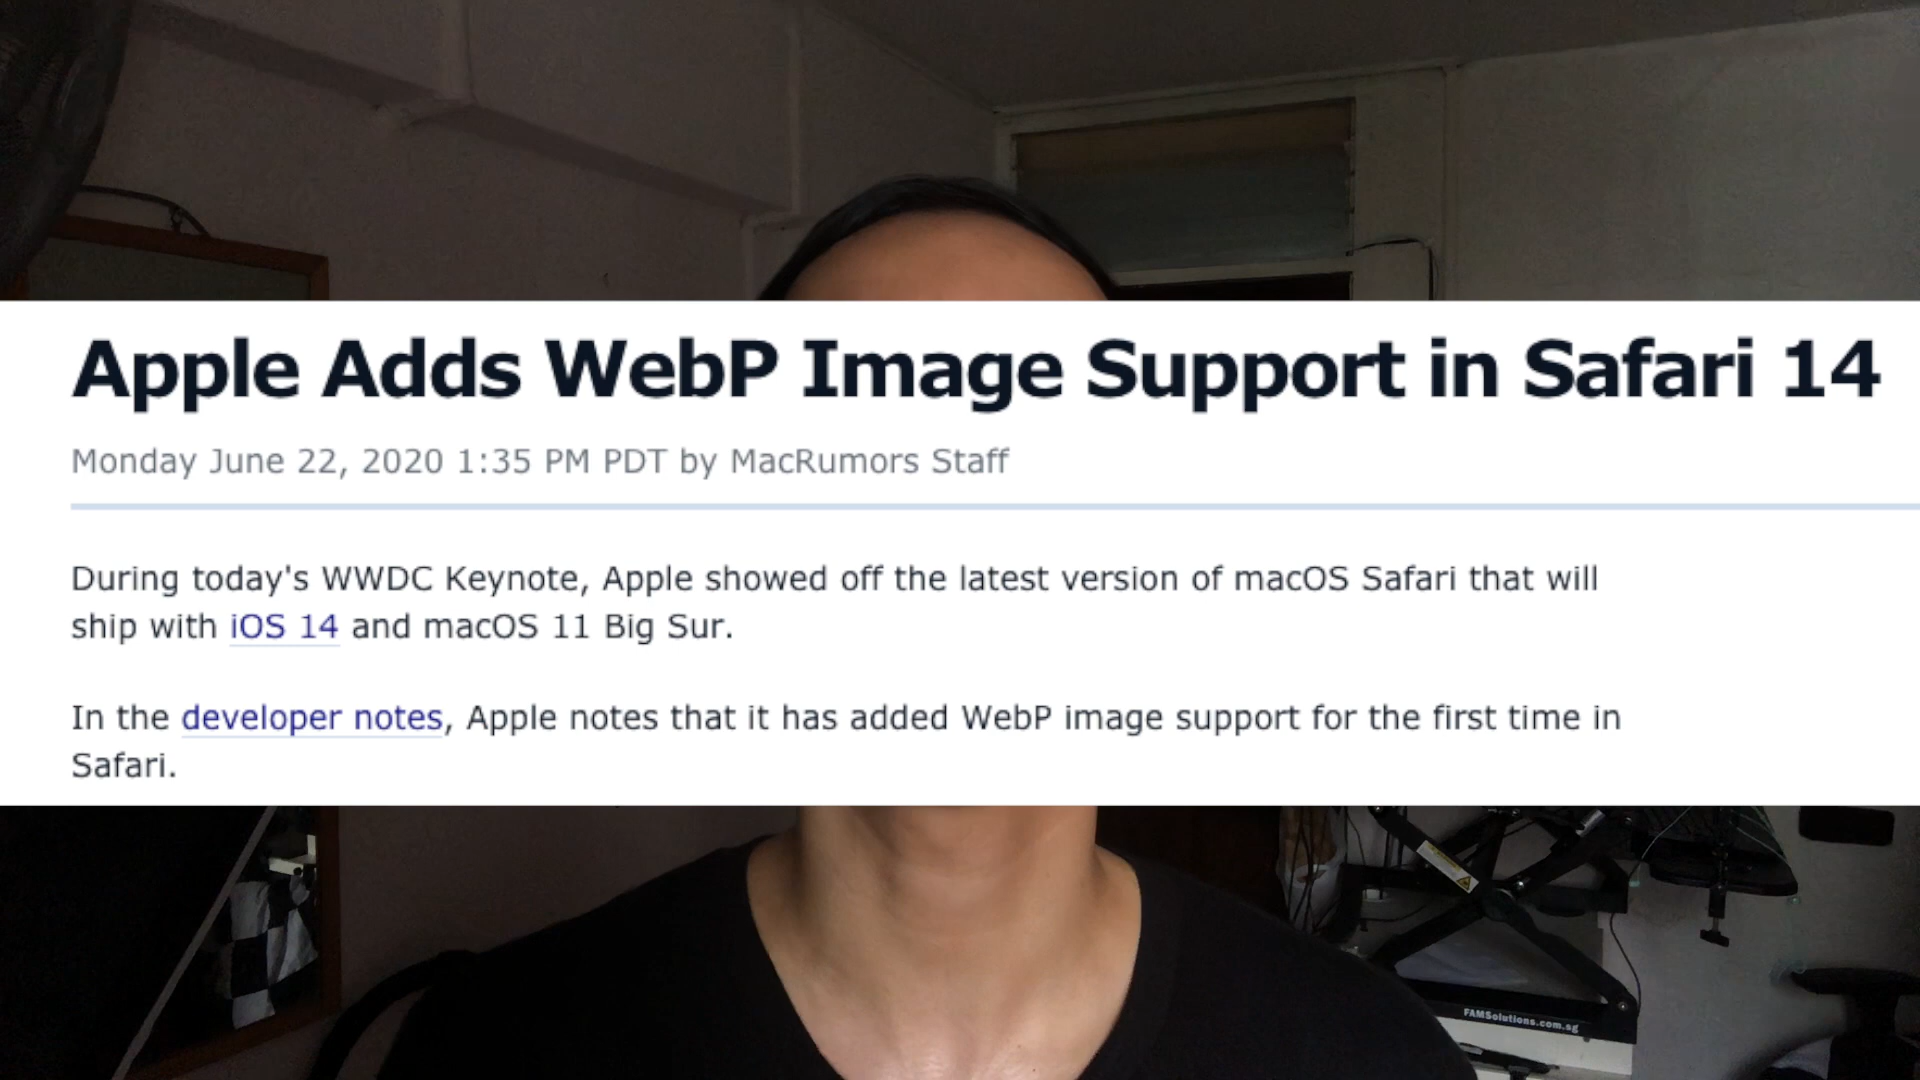 Apple Adds WebP Image Support in Safari 14
Monday June 22, 2020 1:35 PM PDT by MacRumors Staff
During today's WWDC Keynote, Apple showed off the latest version of macOS Safari that will
ship with iOS 14 and macOS 11 Big Sur.
In the developer notes, Apple notes that it has added WebP image support for the first time in
Safari.
FAMSolutions.com.sg